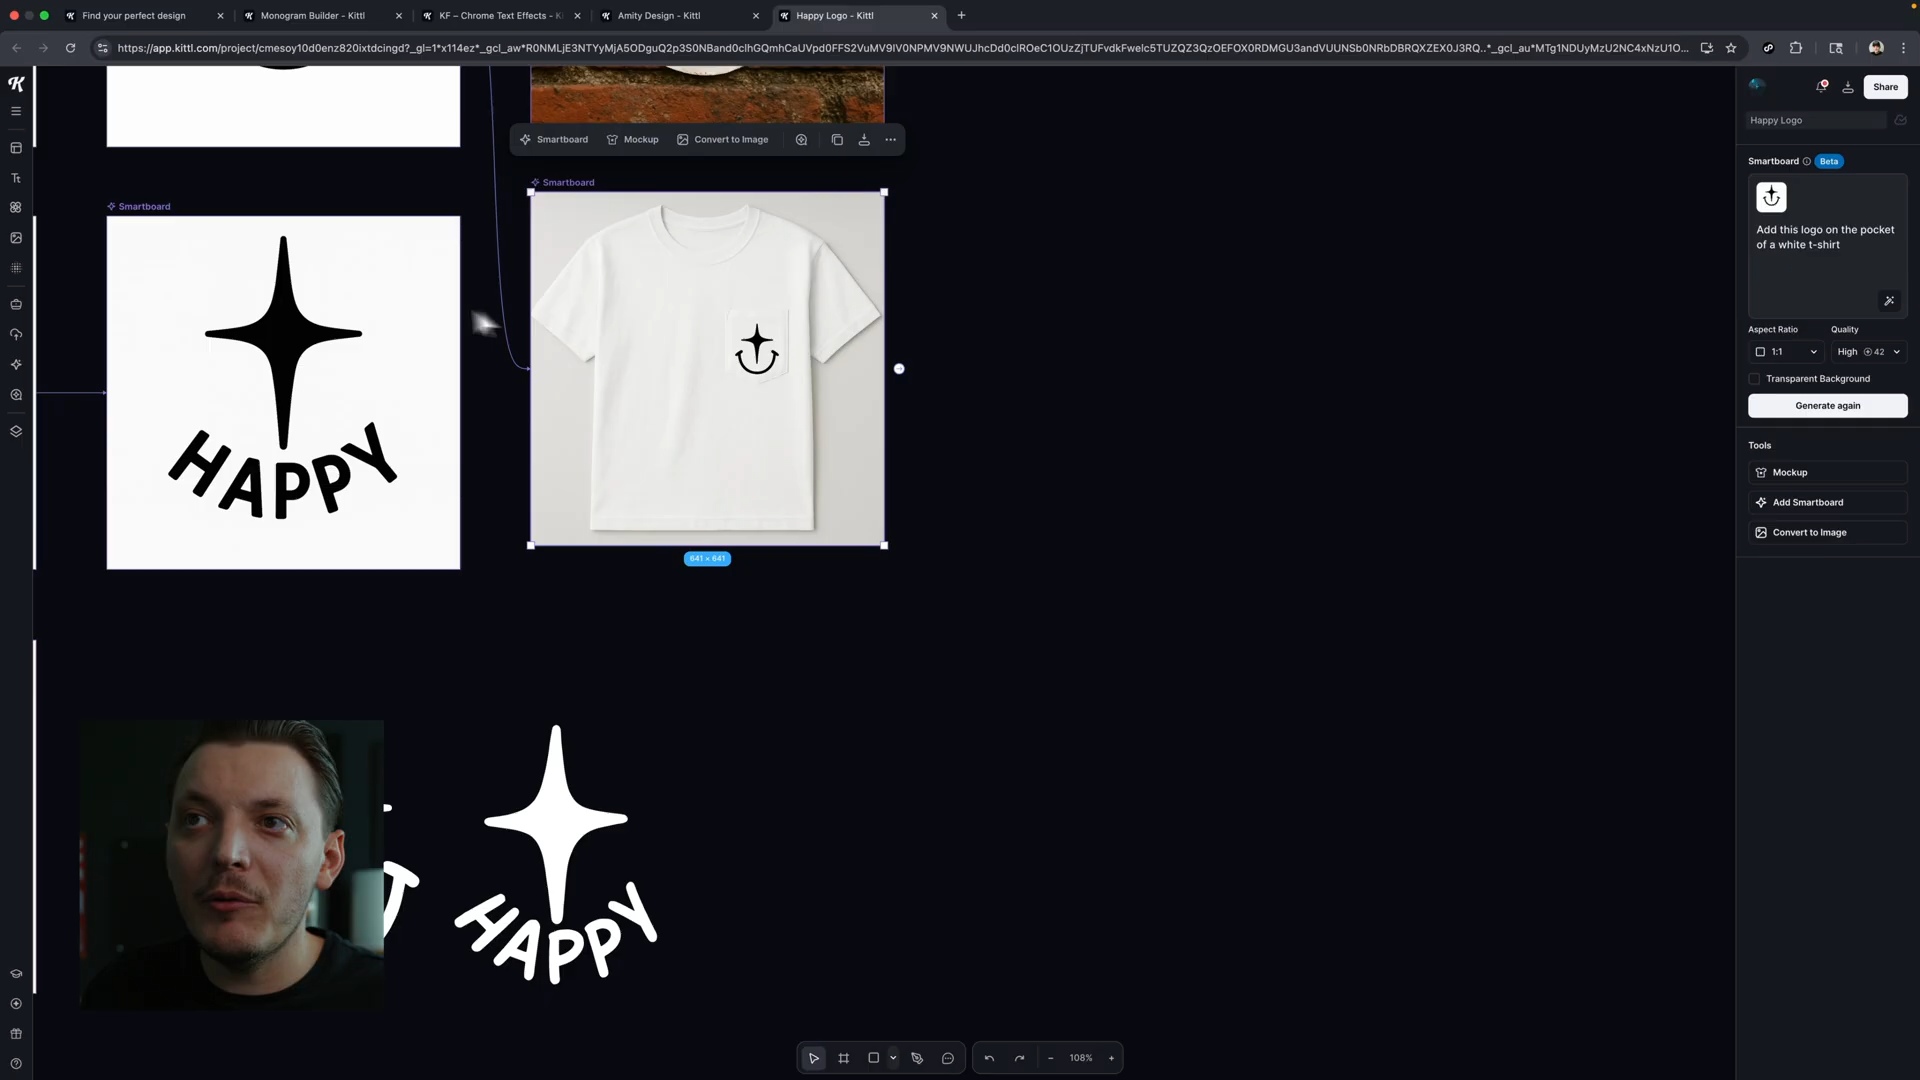 Find your perfect design
Monogram Builder - Kittl
KF – Chrome Text Effects - K
Amity Design - Kittl
Happy Logo - Kittl
Share
Happy Logo
Smartboard
Mockup
Convert to Image
Smartboard Beta
Smartboard
Smartboard
Add this logo on the pocket
of a white t-shirt
Aspect Ratio
Quality
1:1
High 42
Transparent Background
Generate again
Tools
Mockup
Add Smartboard
Convert to Image
HAPPY
641 × 641
HAPPY
108%